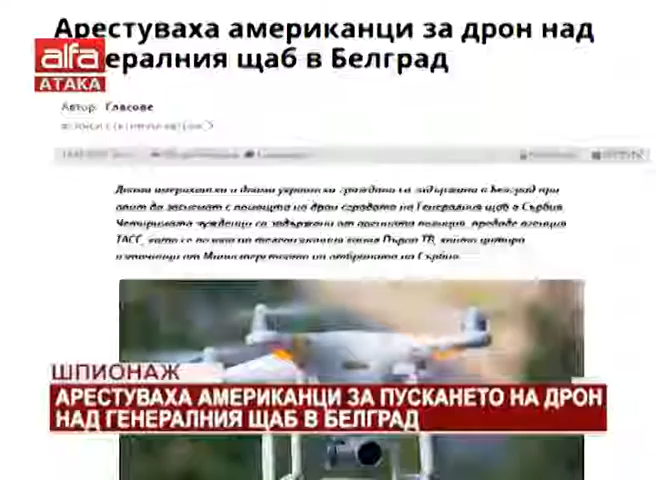 Арестуваха американци за дрон над
Генералния щаб в Белград
alfa
АТАКА
Автор: Гласове
Двама американски и двама украински граждани са задържани в Белград при
опит да заснемат с помощта на дрон сградата на Генералния щаб в Сърбия.
Четиримата чужденци са задържани от военната полиция, предаде агенция
ТАСС, като се позова на телевизионния канал Първа ТВ, който цитира
източници от Министерството на отбраната на Сърбия.
ШПИОНАЖ
АРЕСТУВАХА АМЕРИКАНЦИ ЗА ПУСКАНЕТО НА ДРОН
НАД ГЕНЕРАЛНИЯ ЩАБ В БЕЛГРАД